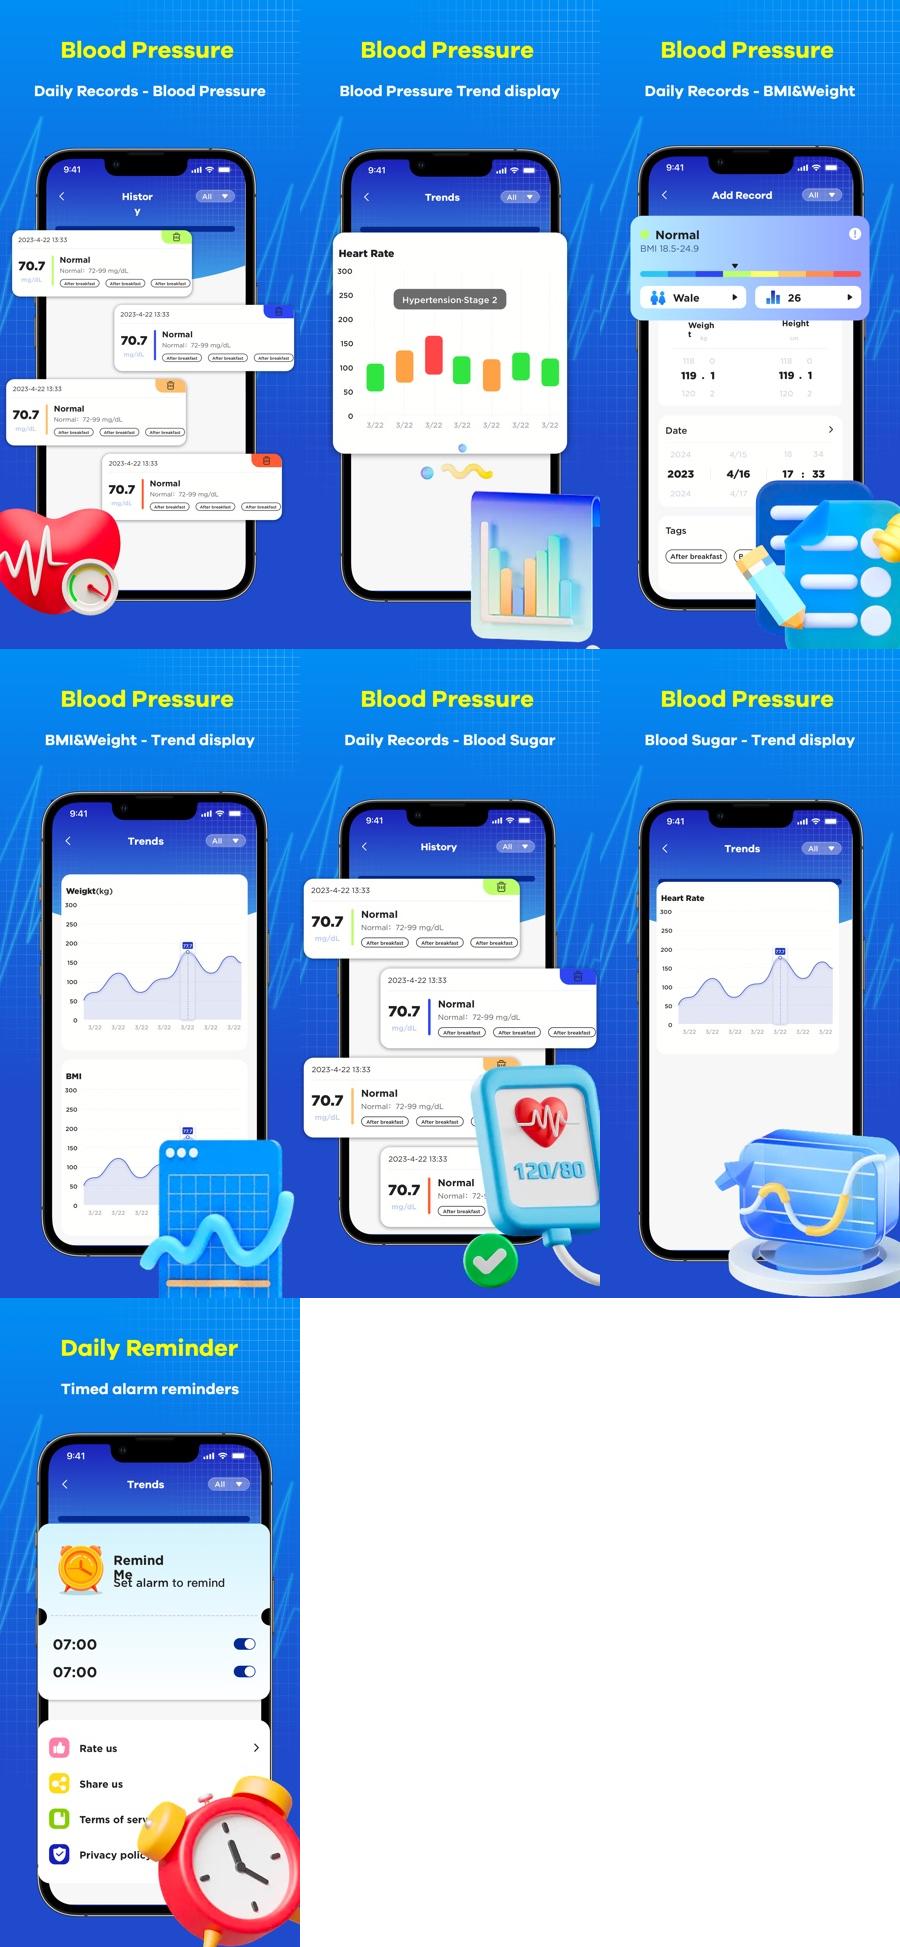 Blood Pressure
Daily Records - Blood Pressure
9:41
Histor
y
All
2023-4-22 13:33
70.7
mg/dL
Normal
Normal: 72-99 mg/dL
After breakfast
After breakfast
After breakfast
2023-4-22 13:33
70.7
mg/dL
Normal
Normal: 72-99 mg/dL
After breakfast
After breakfast
After breakfast
2023-4-22 13:33
70.7
mg/dL
Normal
Normal: 72-99 mg/dL
After breakfast
After breakfast
After breakfast
2023-4-22 13:33
70.7
mg/dL
Normal
Normal: 72-99 mg/dL
After breakfast
After breakfast
After breakfast
Blood Pressure
Blood Pressure Trend display
9:41
Trends
All
Heart Rate
300
250
Hypertension·Stage 2
200
150
100
50
0
3/22 3/22 3/22 3/22 3/22 3/22 3/22
Blood Pressure
Daily Records - BMI&Weight
9:41
Add Record
All
Normal
BMI 18.5-24.9
Wale
26
Weigh
t
kg
Height
cm
118 0
119 . 1
120 2
118 0
119 . 1
120 2
Date
2024 4/15 18 34
2023 4/16 17 : 33
2024 4/17
Tags
After breakfast
Blood Pressure
BMI&Weight - Trend display
9:41
Trends
All
Weigkt(kg)
300
250
200
77.7
150
100
50
0
3/22 3/22 3/22 3/22 3/22 3/22 3/22
BMI
300
250
200
77.7
150
100
50
0
3/22 3/22 3/22
Blood Pressure
Daily Records - Blood Sugar
9:41
History
All
2023-4-22 13:33
70.7
mg/dL
Normal
Normal: 72-99 mg/dL
After breakfast
After breakfast
After breakfast
2023-4-22 13:33
70.7
mg/dL
Normal
Normal: 72-99 mg/dL
After breakfast
After breakfast
After breakfast
2023-4-22 13:33
70.7
mg/dL
Normal
Normal: 72-99 mg/dL
After breakfast
After breakfast
2023-4-22 13:33
70.7
mg/dL
Normal
Normal: 72-9
After breakfast
120/80
Blood Pressure
Blood Sugar - Trend display
9:41
Trends
All
Heart Rate
300
250
200
77.7
150
100
50
0
3/22 3/22 3/22 3/22 3/22 3/22 3/22
Daily Reminder
Timed alarm reminders
9:41
Trends
All
Remind
Me
Set alarm to remind
07:00
07:00
Rate us
Share us
Terms of serv
Privacy policy